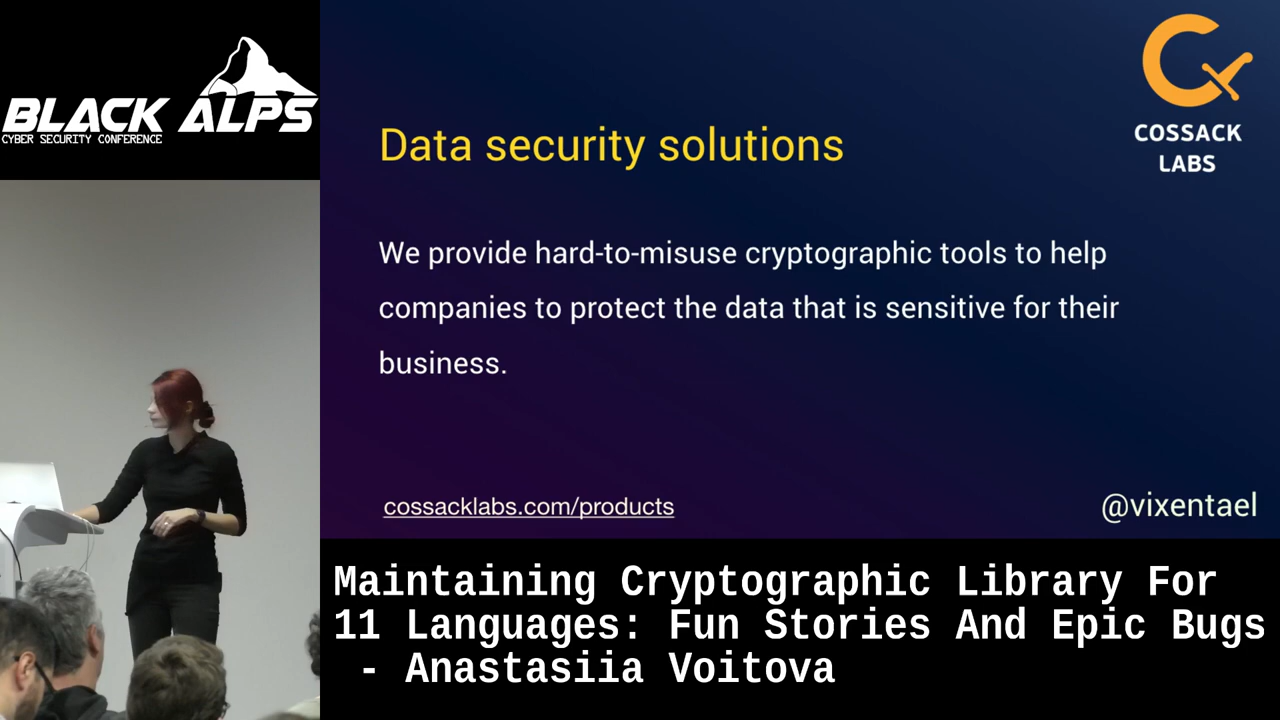 BLACK ALPS
CYBER SECURITY CONFERENCE
COSSACK
LABS
Data security solutions
We provide hard-to-misuse cryptographic tools to help
companies to protect the data that is sensitive for their
business.
cossacklabs.com/products
@vixentael
Maintaining Cryptographic Library For
11 Languages: Fun Stories And Epic Bugs
- Anastasiia Voitova